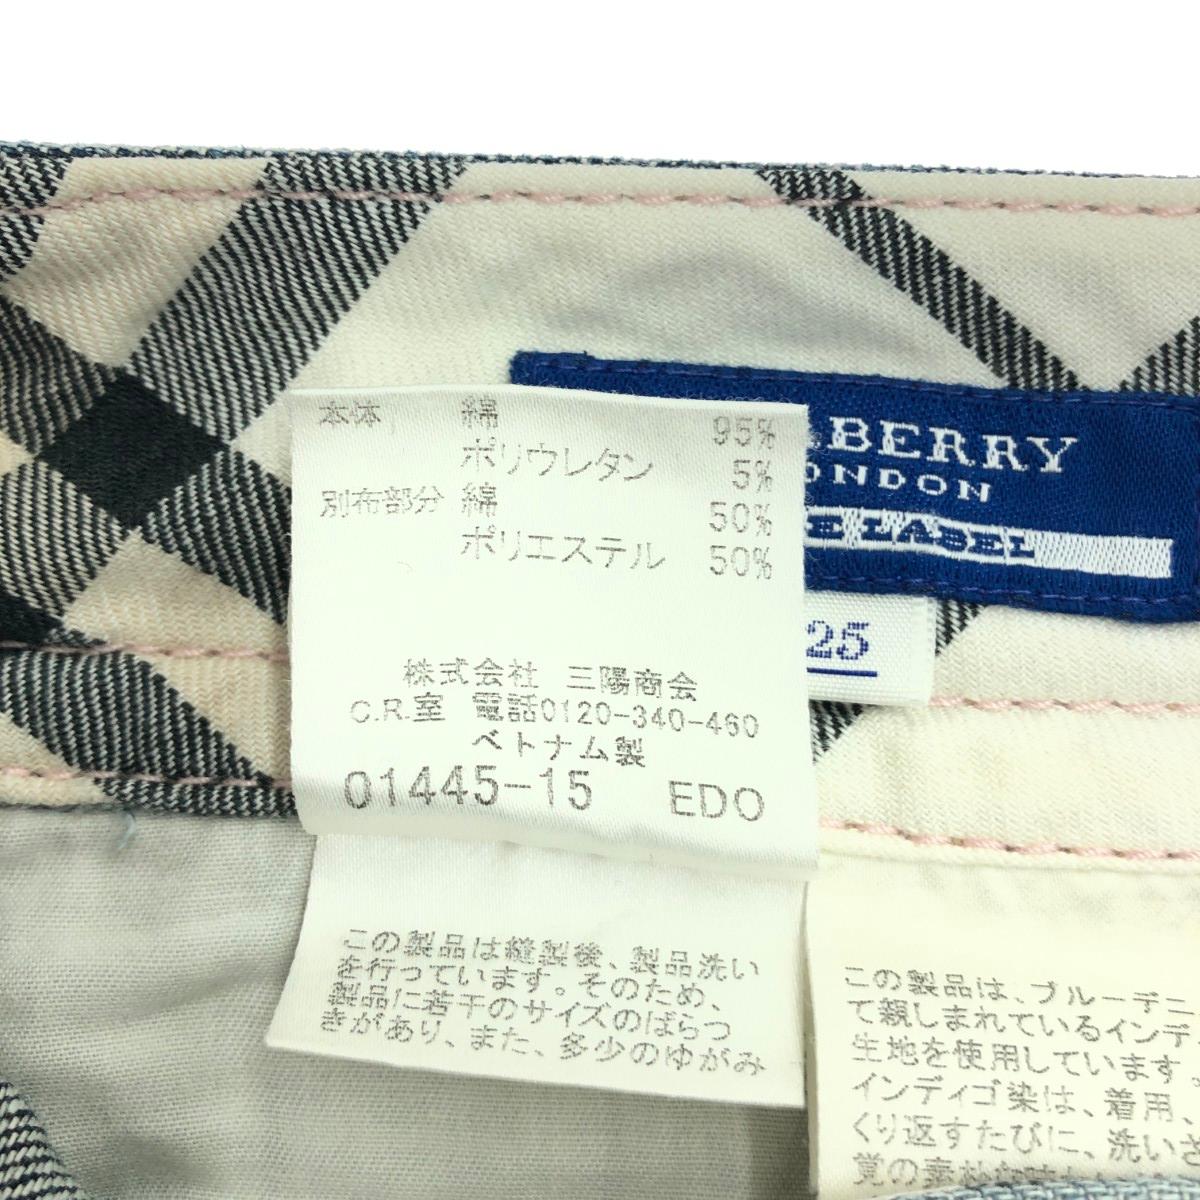 本体 綿 95%
ポリウレタン 5%
別布部分 綿 50%
ポリエステル 50%
株式会社 三陽商会
C.R.室 電話0120-340-460
ベトナム製
01445-15 EDO
BERRY
ONDON
E LABEL
25
この製品は縫製後、製品洗い
を行っています。そのため、
製品に若干のサイズのばらつ
きがあり、また、多少のゆがみ
この製品は、ブルーデニ
て親しまれているインデ
生地を使用しています。
インディゴ染は、着用、
くり返すたびに、洗いざ
覚の素材